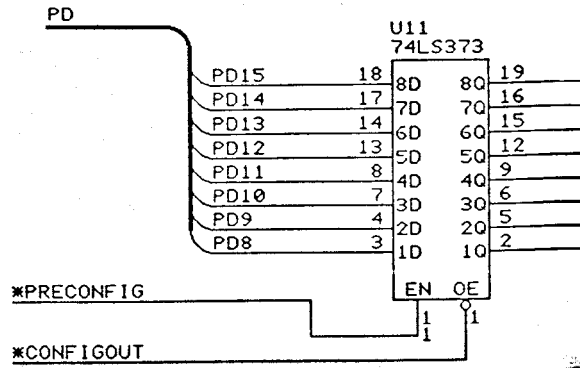 PD
U11
74LS373
PD15 18 8D 8Q 19
PD14 17 7D 7Q 16
PD13 14 6D 6Q 15
PD12 13 5D 5Q 12
PD11 8 4D 4Q 9
PD10 7 3D 3Q 6
PD9 4 2D 2Q 5
PD8 3 1D 1Q 2
EN OE
*PRECONFIG
1 1
1
*CONFIGOUT